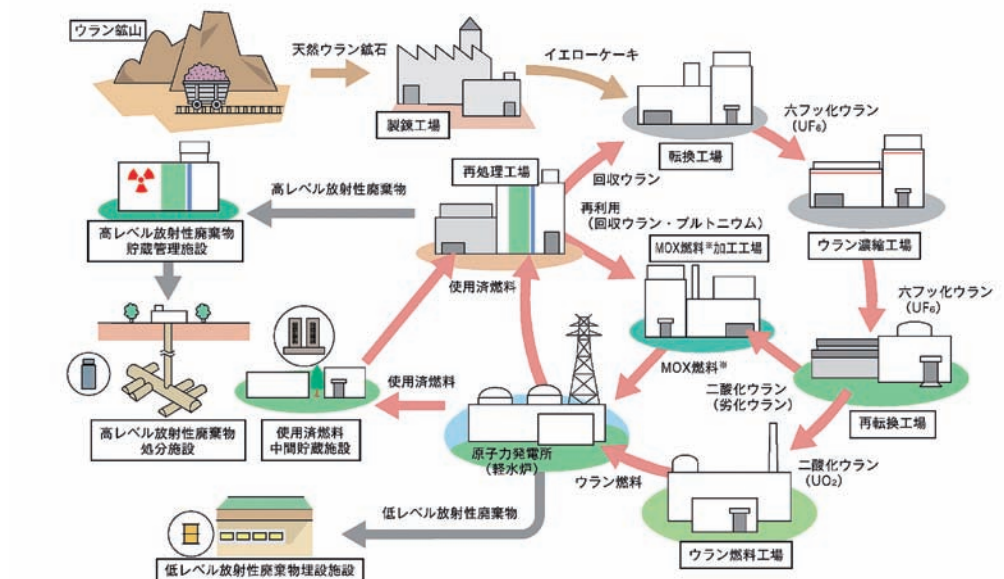 ウラン鉱山
天然ウラン鉱石
製錬工場
イエローケーキ
転換工場
六フッ化ウラン
(UF₆)
ウラン濃縮工場
六フッ化ウラン
(UF₆)
再転換工場
二酸化ウラン
(UO₂)
ウラン燃料工場
ウラン燃料
二酸化ウラン
(劣化ウラン)
MOX燃料※加工工場
MOX燃料※
再処理工場
回収ウラン
再利用
(回収ウラン・プルトニウム)
使用済燃料
原子力発電所
(軽水炉)
使用済燃料
使用済燃料
中間貯蔵施設
高レベル放射性廃棄物
高レベル放射性廃棄物
貯蔵管理施設
高レベル放射性廃棄物
処分施設
低レベル放射性廃棄物
低レベル放射性廃棄物埋設施設